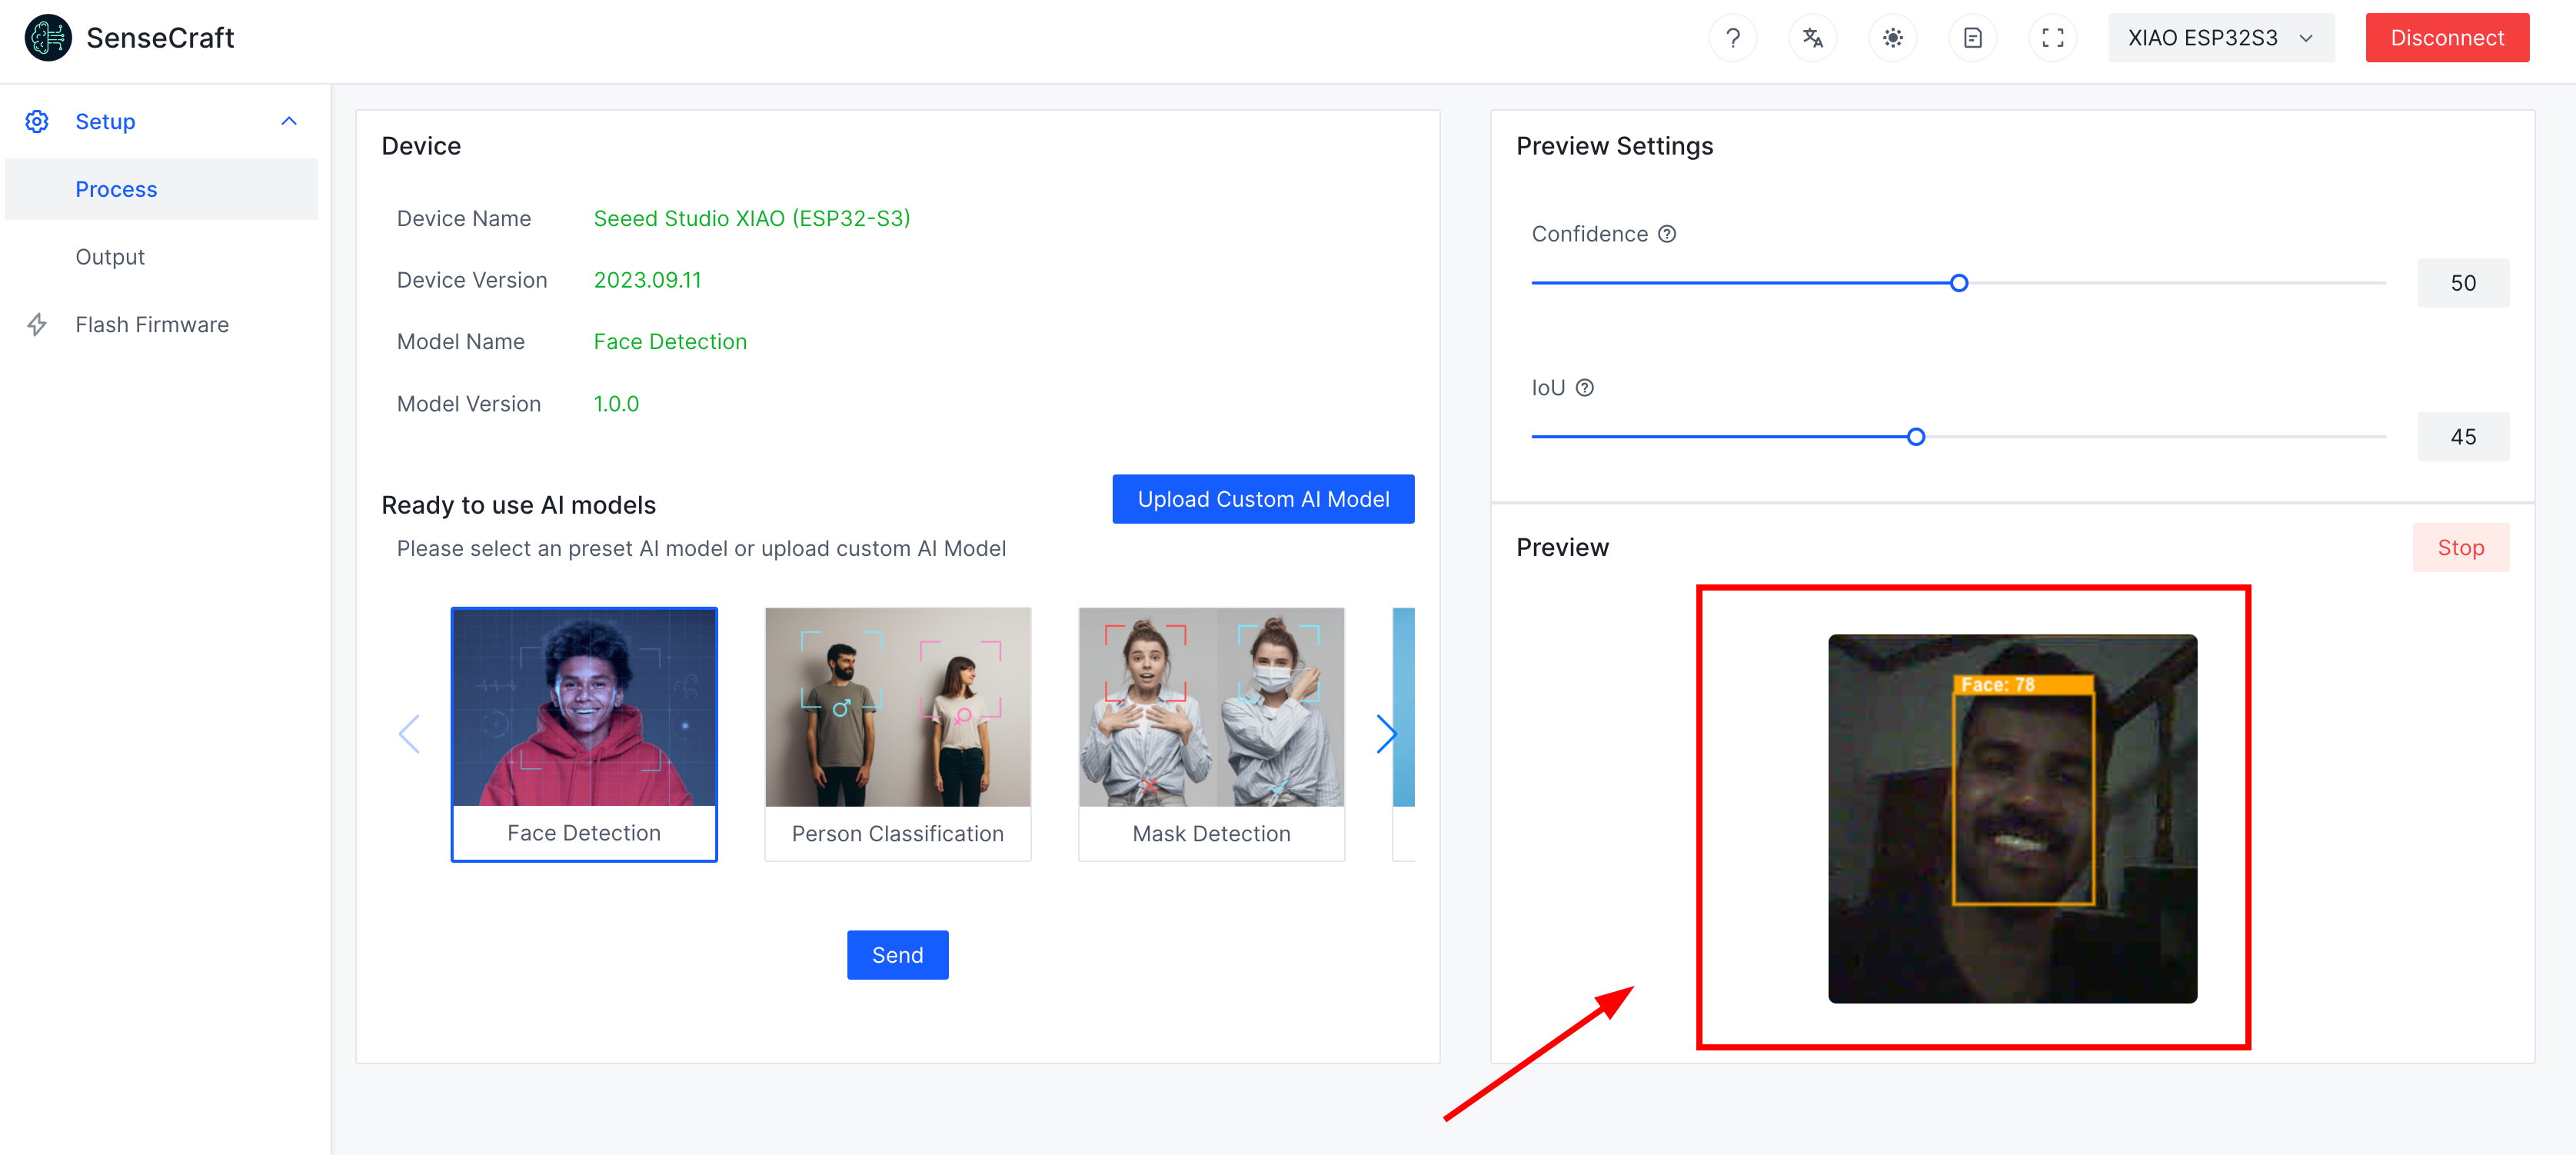 SenseCraft
XIAO ESP32S3
Disconnect
Setup
Process
Output
Flash Firmware
Device
Device Name
Seeed Studio XIAO (ESP32-S3)
Device Version
2023.09.11
Model Name
Face Detection
Model Version
1.0.0
Ready to use AI models
Upload Custom AI Model
Please select an preset AI model or upload custom AI Model
Face Detection
Person Classification
Mask Detection
Send
Preview Settings
Confidence
50
IoU
45
Preview
Stop
Face: 78